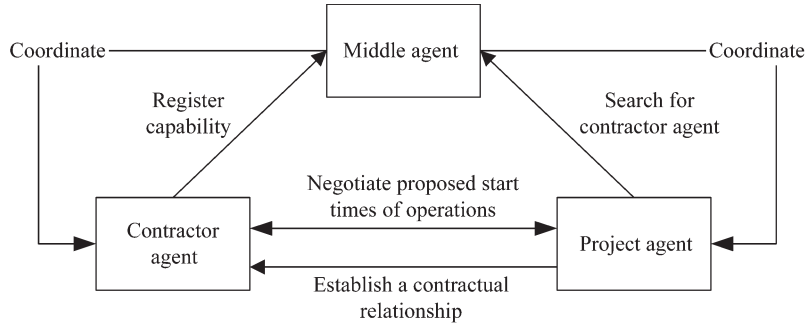 Coordinate
Middle agent
Coordinate
Register
capability
Search for
contractor agent
Negotiate proposed start
times of operations
Contractor
agent
Project agent
Establish a contractual
relationship